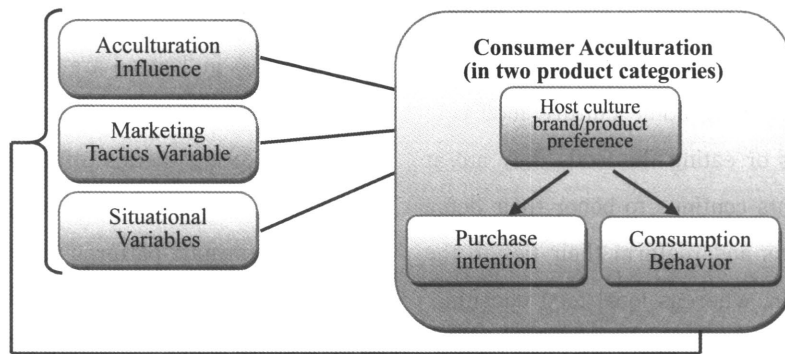 Acculturation
Influence
Marketing
Tactics Variable
Situational
Variables
Consumer Acculturation
(in two product categories)
Host culture
brand/product
preference
Purchase
intention
Consumption
Behavior